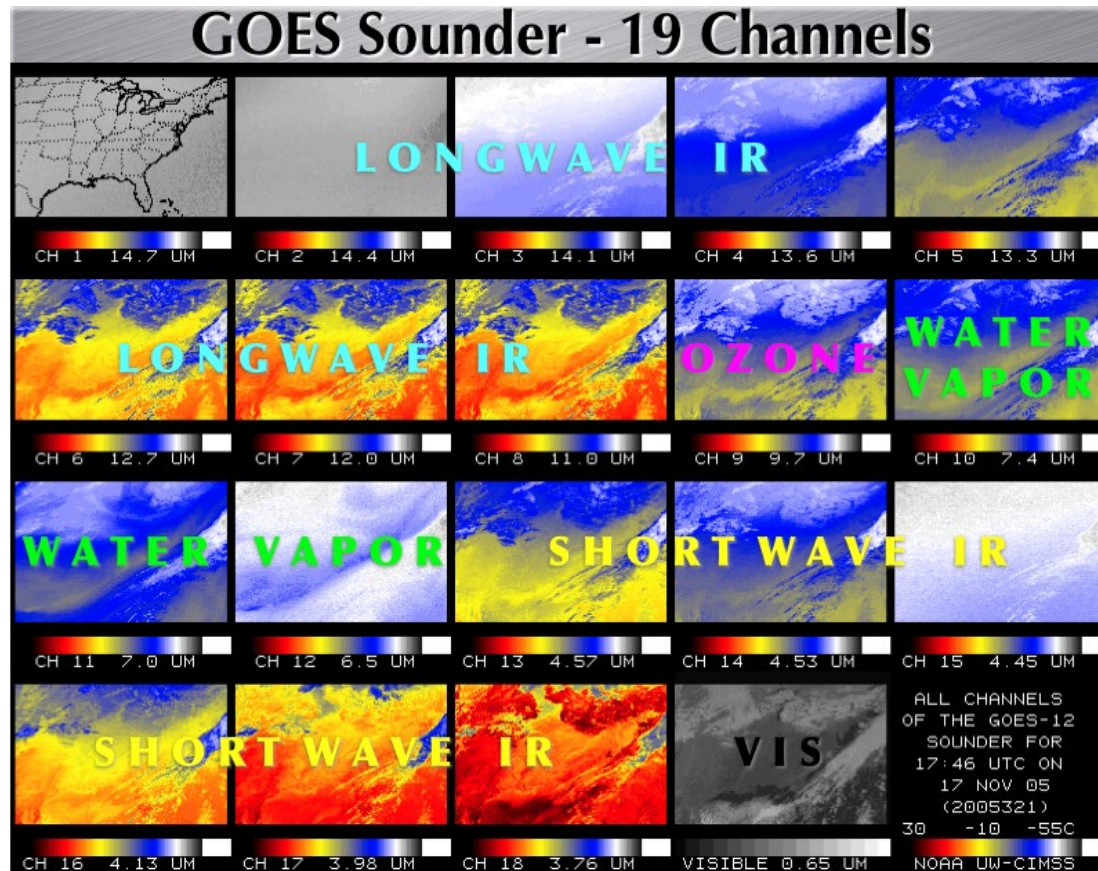 GOES Sounder - 19 Channels
LONGWAVE IR
CH 1 14.7 UM
CH 2 14.4 UM
CH 3 14.1 UM
CH 4 13.6 UM
CH 5 13.3 UM
LONGWAVE IR
OZONE
WATER
VAPOR
CH 6 12.7 UM
CH 7 12.0 UM
CH 8 11.0 UM
CH 9 9.7 UM
CH 10 7.4 UM
WATER VAPOR
SHORTWAVE IR
CH 11 7.0 UM
CH 12 6.5 UM
CH 13 4.57 UM
CH 14 4.53 UM
CH 15 4.45 UM
SHORTWAVE IR
VIS
ALL CHANNELS
OF THE GOES-12
SOUNDER FOR
17:46 UTC ON
17 NOV 05
(2005321)
30 -10 -55C
CH 16 4.13 UM
CH 17 3.98 UM
CH 18 3.76 UM
VISIBLE 0.65 UM
NOAA UW-CIMSS